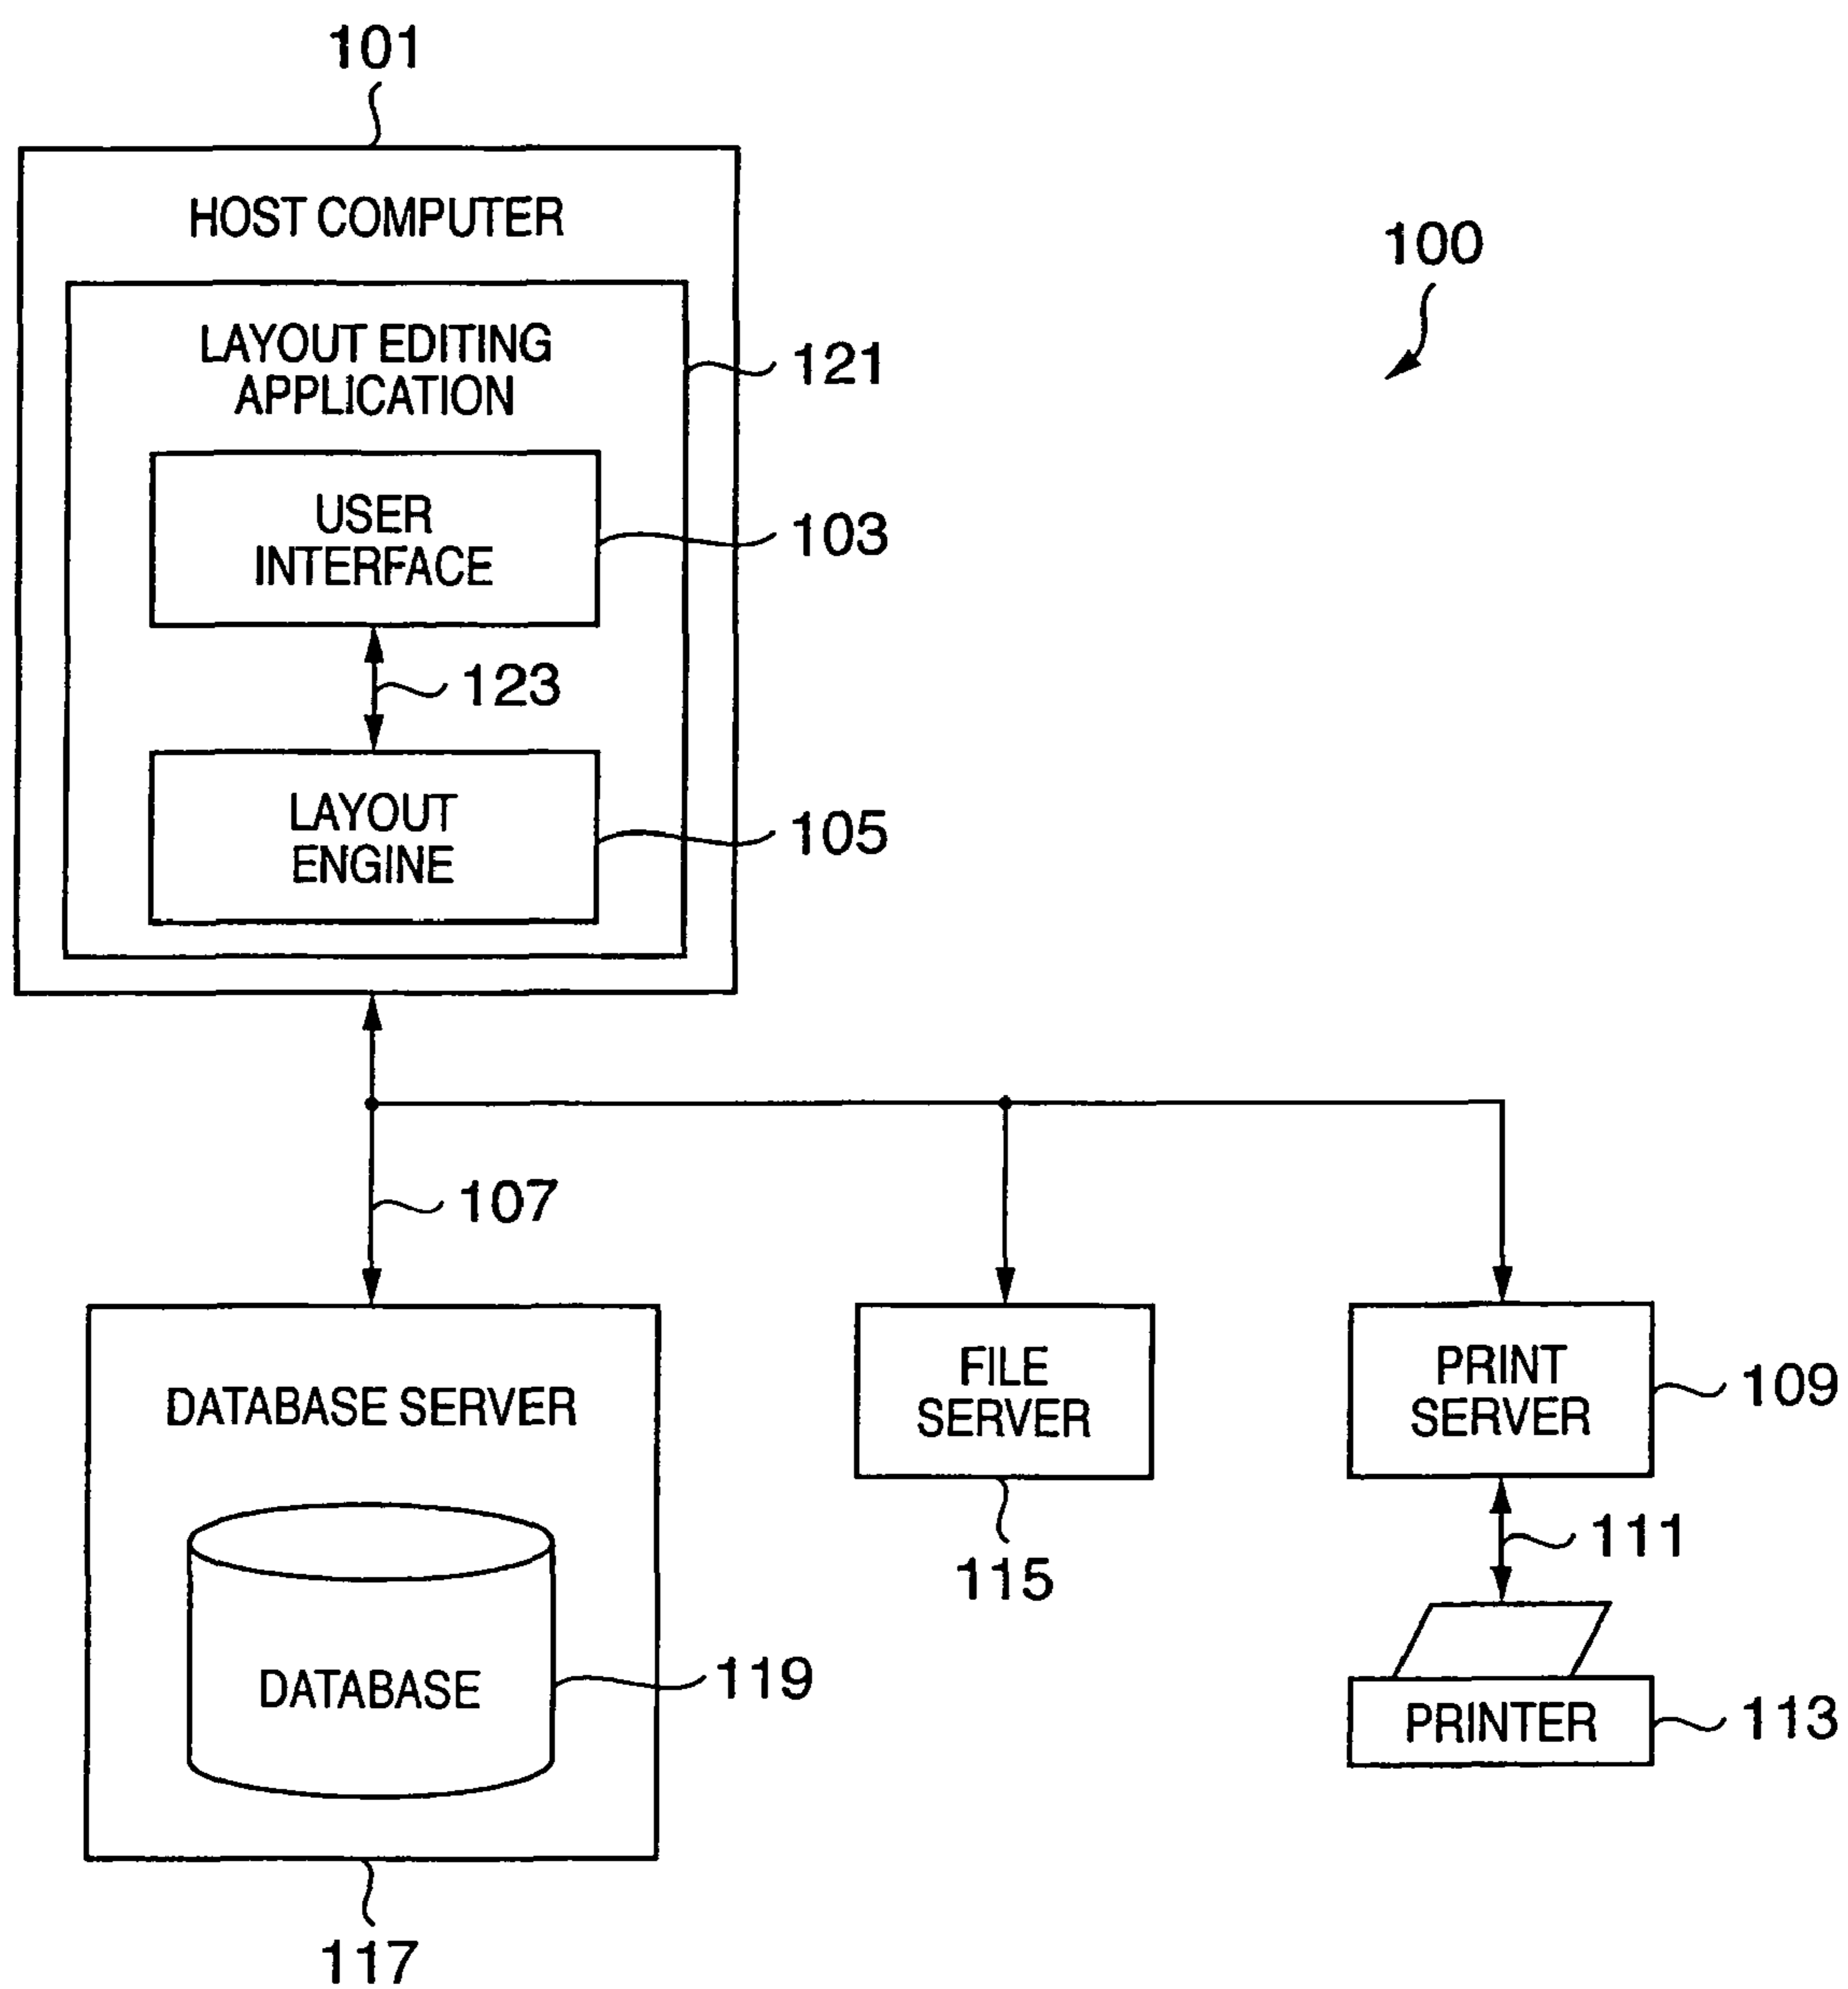 101
HOST COMPUTER
100
LAYOUT EDITING
APPLICATION
121
USER
INTERFACE
103
123
LAYOUT
ENGINE
105
107
DATABASE SERVER
FILE
SERVER
PRINT
SERVER
109
111
115
DATABASE
119
PRINTER
113
117